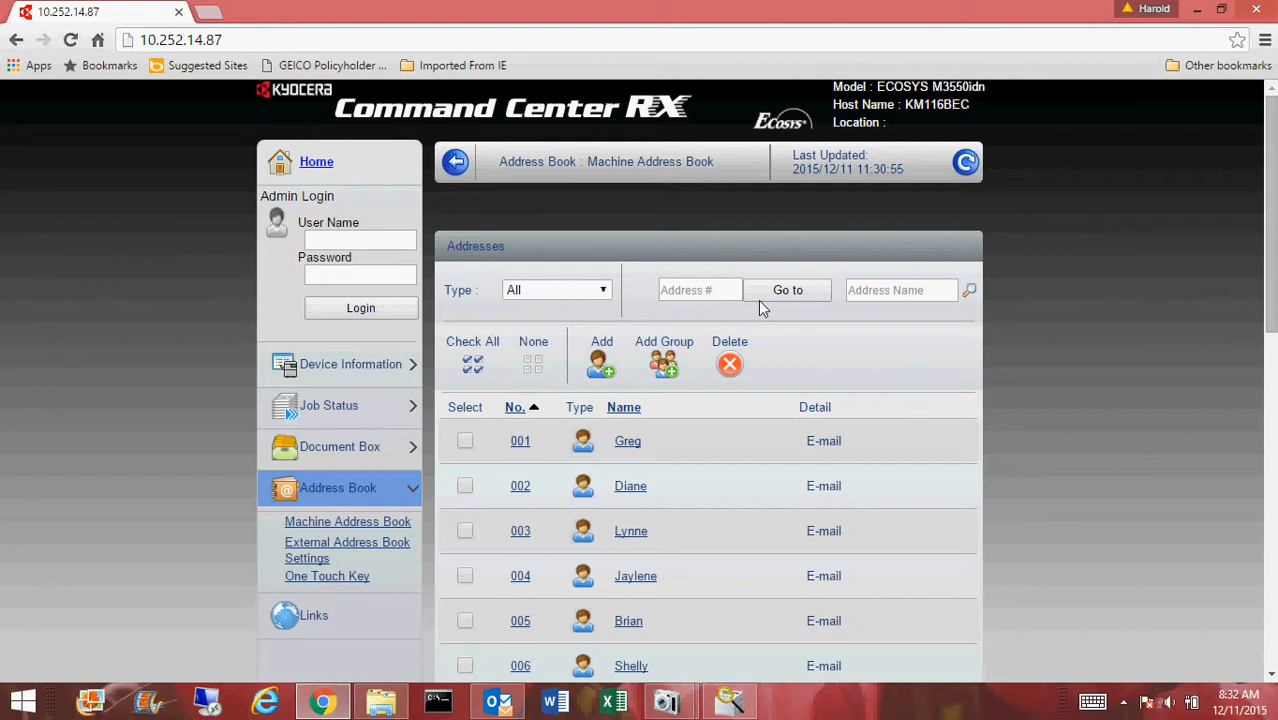 10.252.14.87
Harold
10.252.14.87
Apps Bookmarks Suggested Sites GEICO Policyholder ... Imported From IE Other bookmarks
KYOCERA
Command Center RX
ECOSYS
Model : ECOSYS M3550idn
Host Name : KM116BEC
Location :
Home
Address Book : Machine Address Book
Last Updated:
2015/12/11 11:30:55
Admin Login
User Name
Password
Login
Device Information
Job Status
Document Box
Address Book
Machine Address Book
External Address Book
Settings
One Touch Key
Links
Addresses
Type : All Address # Go to Address Name
Check All None Add Add Group Delete
Select No. Type Name Detail
001 Greg E-mail
002 Diane E-mail
003 Lynne E-mail
004 Jaylene E-mail
005 Brian E-mail
006 Shelly E-mail
8:32 AM
12/11/2015